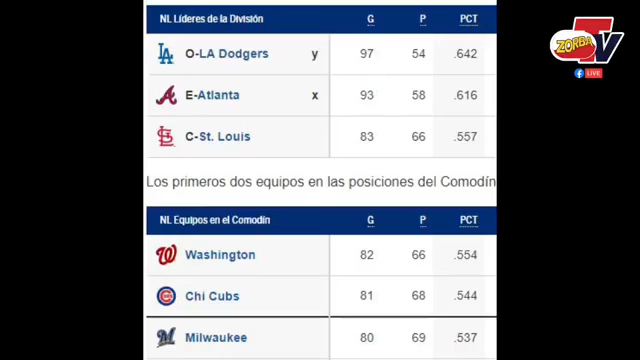 NL Líderes de la División G P PCT
O-LA Dodgers y 97 54 .642
E-Atlanta x 93 58 .616
C-St. Louis 83 66 .557
Los primeros dos equipos en las posiciones del Comodín
NL Equipos en el Comodín G P PCT
Washington 82 66 .554
Chi Cubs 81 68 .544
Milwaukee 80 69 .537
ZORBA TV
LIVE